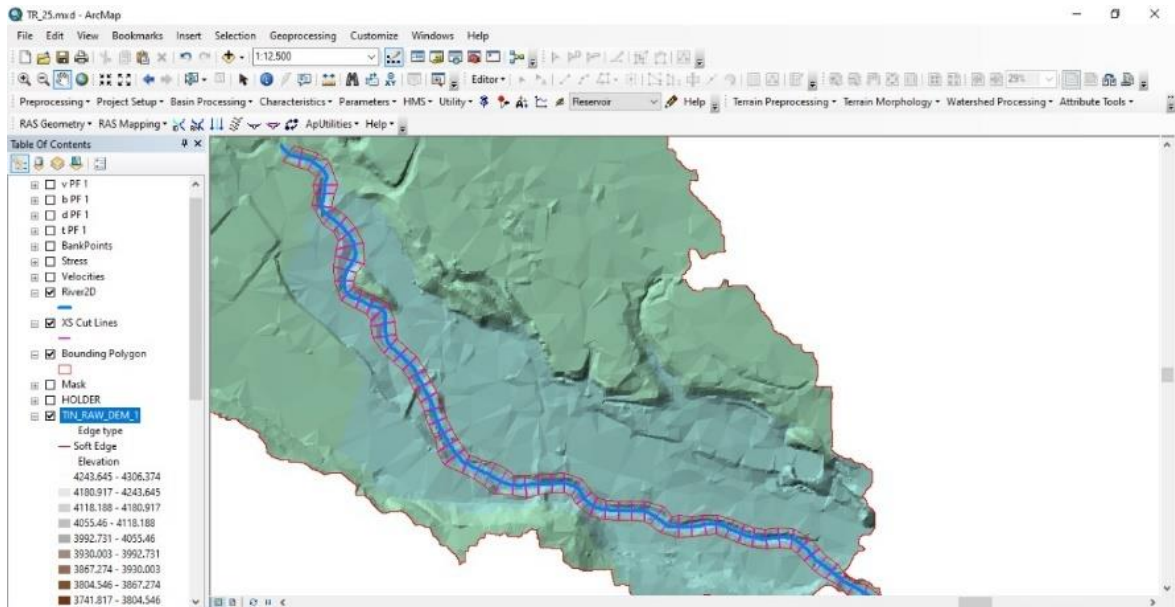 TR_25.mxd - ArcMap
File Edit View Bookmarks Insert Selection Geoprocessing Customize Windows Help
1:12,500
Editor
29%
Preprocessing Project Setup Basin Processing Characteristics Parameters HMS Utility Reservoir Help Terrain Preprocessing Terrain Morphology Watershed Processing Attribute Tools
RAS Geometry RAS Mapping ApUtilities Help
Table Of Contents
v PF 1
b PF 1
d PF 1
t PF 1
BankPoints
Stress
Velocities
River2D
XS Cut Lines
Bounding Polygon
Mask
HOLDER
TIN_RAW_DEM_1
Edge type
Soft Edge
Elevation
4243.645 - 4306.374
4180.917 - 4243.645
4118.188 - 4180.917
4055.46 - 4118.188
3992.731 - 4055.46
3930.003 - 3992.731
3867.274 - 3930.003
3804.546 - 3867.274
3741.817 - 3804.546